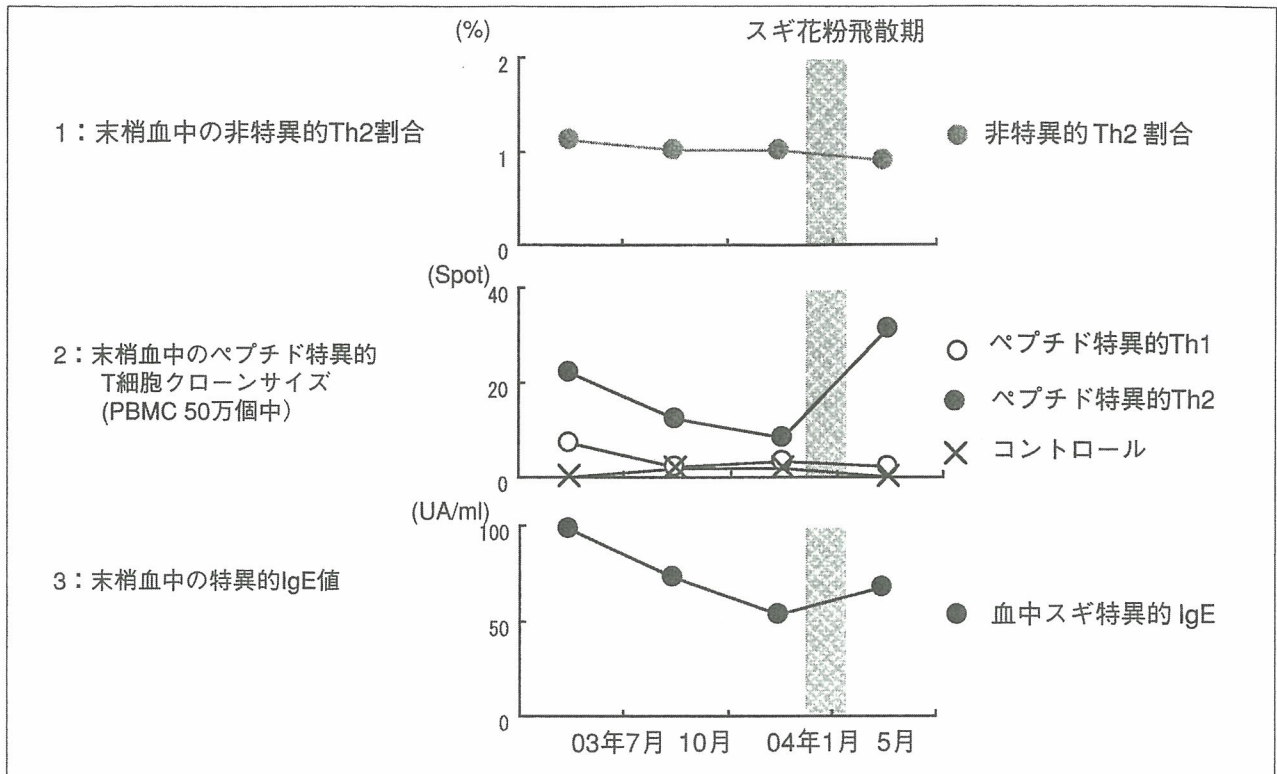 (%)
スギ花粉飛散期
2
1
0
1：末梢血中の非特異的Th2割合
非特異的 Th2 割合
(Spot)
40
20
0
2：末梢血中のペプチド特異的
T細胞クローンサイズ
(PBMC 50万個中）
ペプチド特異的Th1
ペプチド特異的Th2
コントロール
(UA/ml)
100
50
0
3：末梢血中の特異的IgE値
血中スギ特異的 IgE
03年7月 10月 04年1月 5月